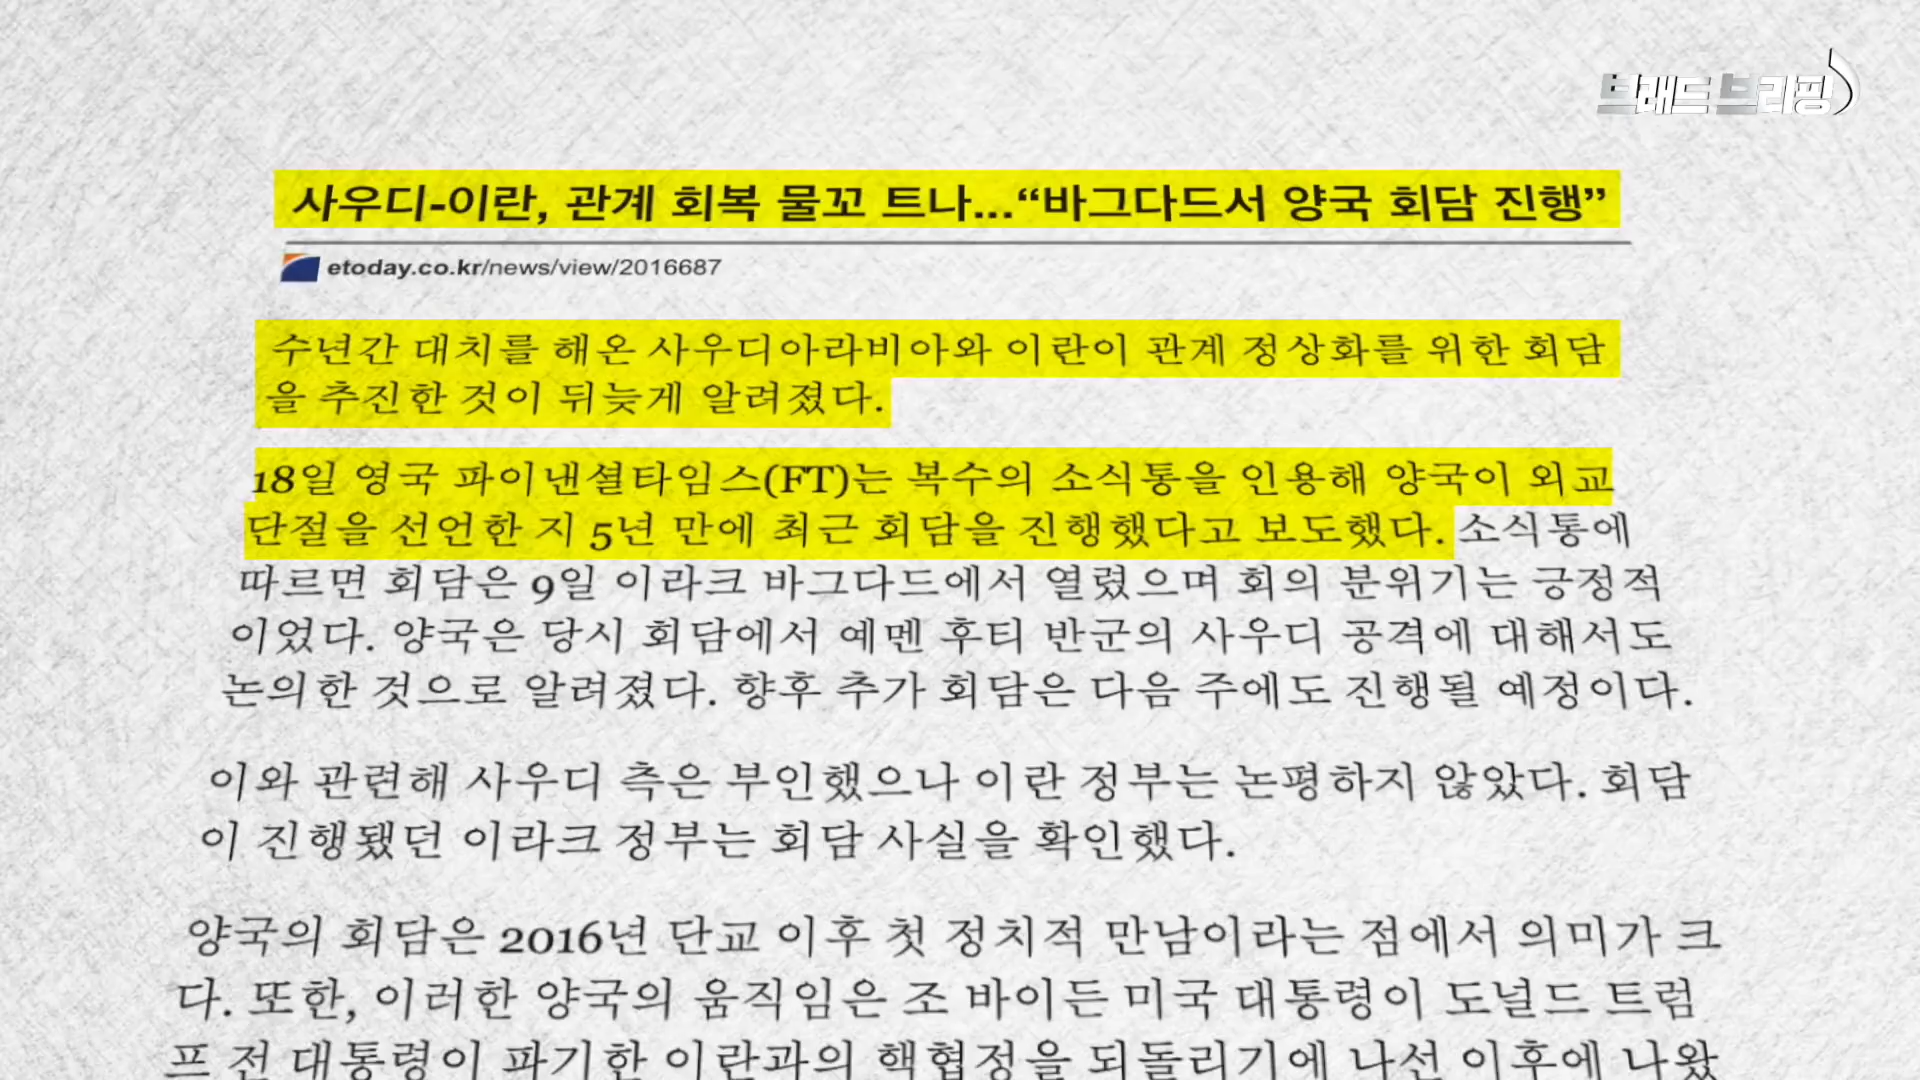 브래드 브리핑
사우디-이란, 관계 회복 물꼬 트나...“바그다드서 양국 회담 진행”
etoday.co.kr/news/view/2016687
수년간 대치를 해온 사우디아라비아와 이란이 관계 정상화를 위한 회담
을 추진한 것이 뒤늦게 알려졌다.
18일 영국 파이낸셜타임스(FT)는 복수의 소식통을 인용해 양국이 외교
단절을 선언한 지 5년 만에 최근 회담을 진행했다고 보도했다. 소식통에
따르면 회담은 9일 이라크 바그다드에서 열렸으며 회의 분위기는 긍정적
이었다. 양국은 당시 회담에서 예멘 후티 반군의 사우디 공격에 대해서도
논의한 것으로 알려졌다. 향후 추가 회담은 다음 주에도 진행될 예정이다.
이와 관련해 사우디 측은 부인했으나 이란 정부는 논평하지 않았다. 회담
이 진행됐던 이라크 정부는 회담 사실을 확인했다.
양국의 회담은 2016년 단교 이후 첫 정치적 만남이라는 점에서 의미가 크
다. 또한, 이러한 양국의 움직임은 조 바이든 미국 대통령이 도널드 트럼
프 전 대통령이 파기한 이란과의 핵협정을 되돌리기에 나선 이후에 나왔